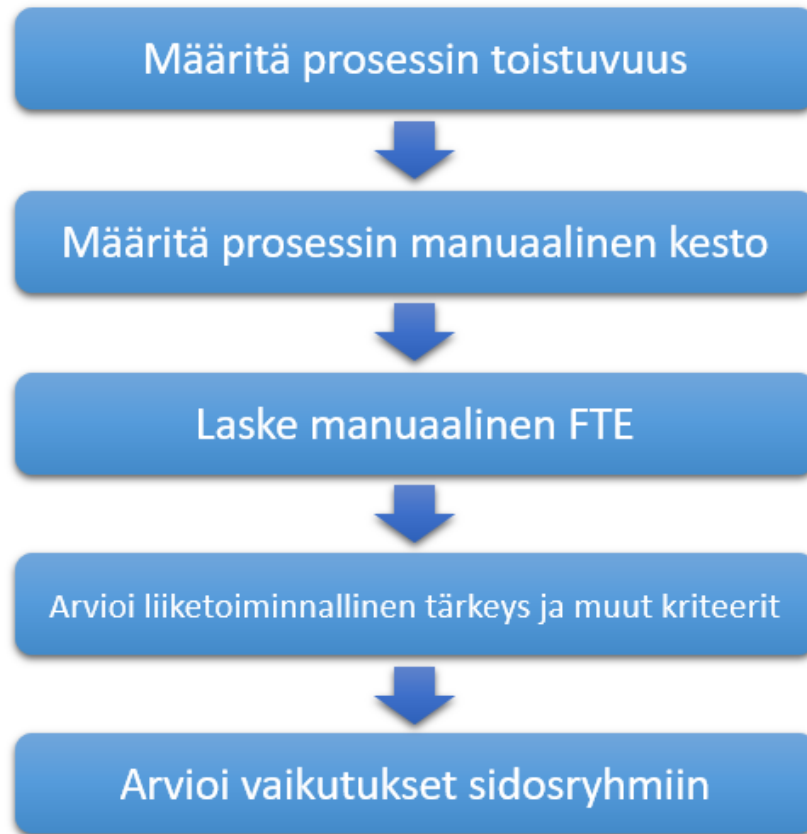 Määritä prosessin toistuvuus
Määritä prosessin manuaalinen kesto
Laske manuaalinen FTE
Arvioi liiketoiminnallinen tärkeys ja muut kriteerit
Arvioi vaikutukset sidosryhmiin